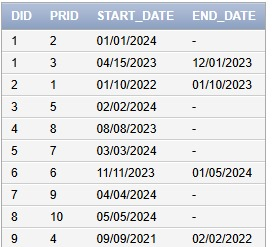 DID PRID START_DATE END_DATE
1 2 01/01/2024 -
1 3 04/15/2023 12/01/2023
2 1 01/10/2022 01/10/2023
3 5 02/02/2024 -
4 8 08/08/2023 -
5 7 03/03/2024 -
6 6 11/11/2023 01/05/2024
7 9 04/04/2024 -
8 10 05/05/2024 -
9 4 09/09/2021 02/02/2022